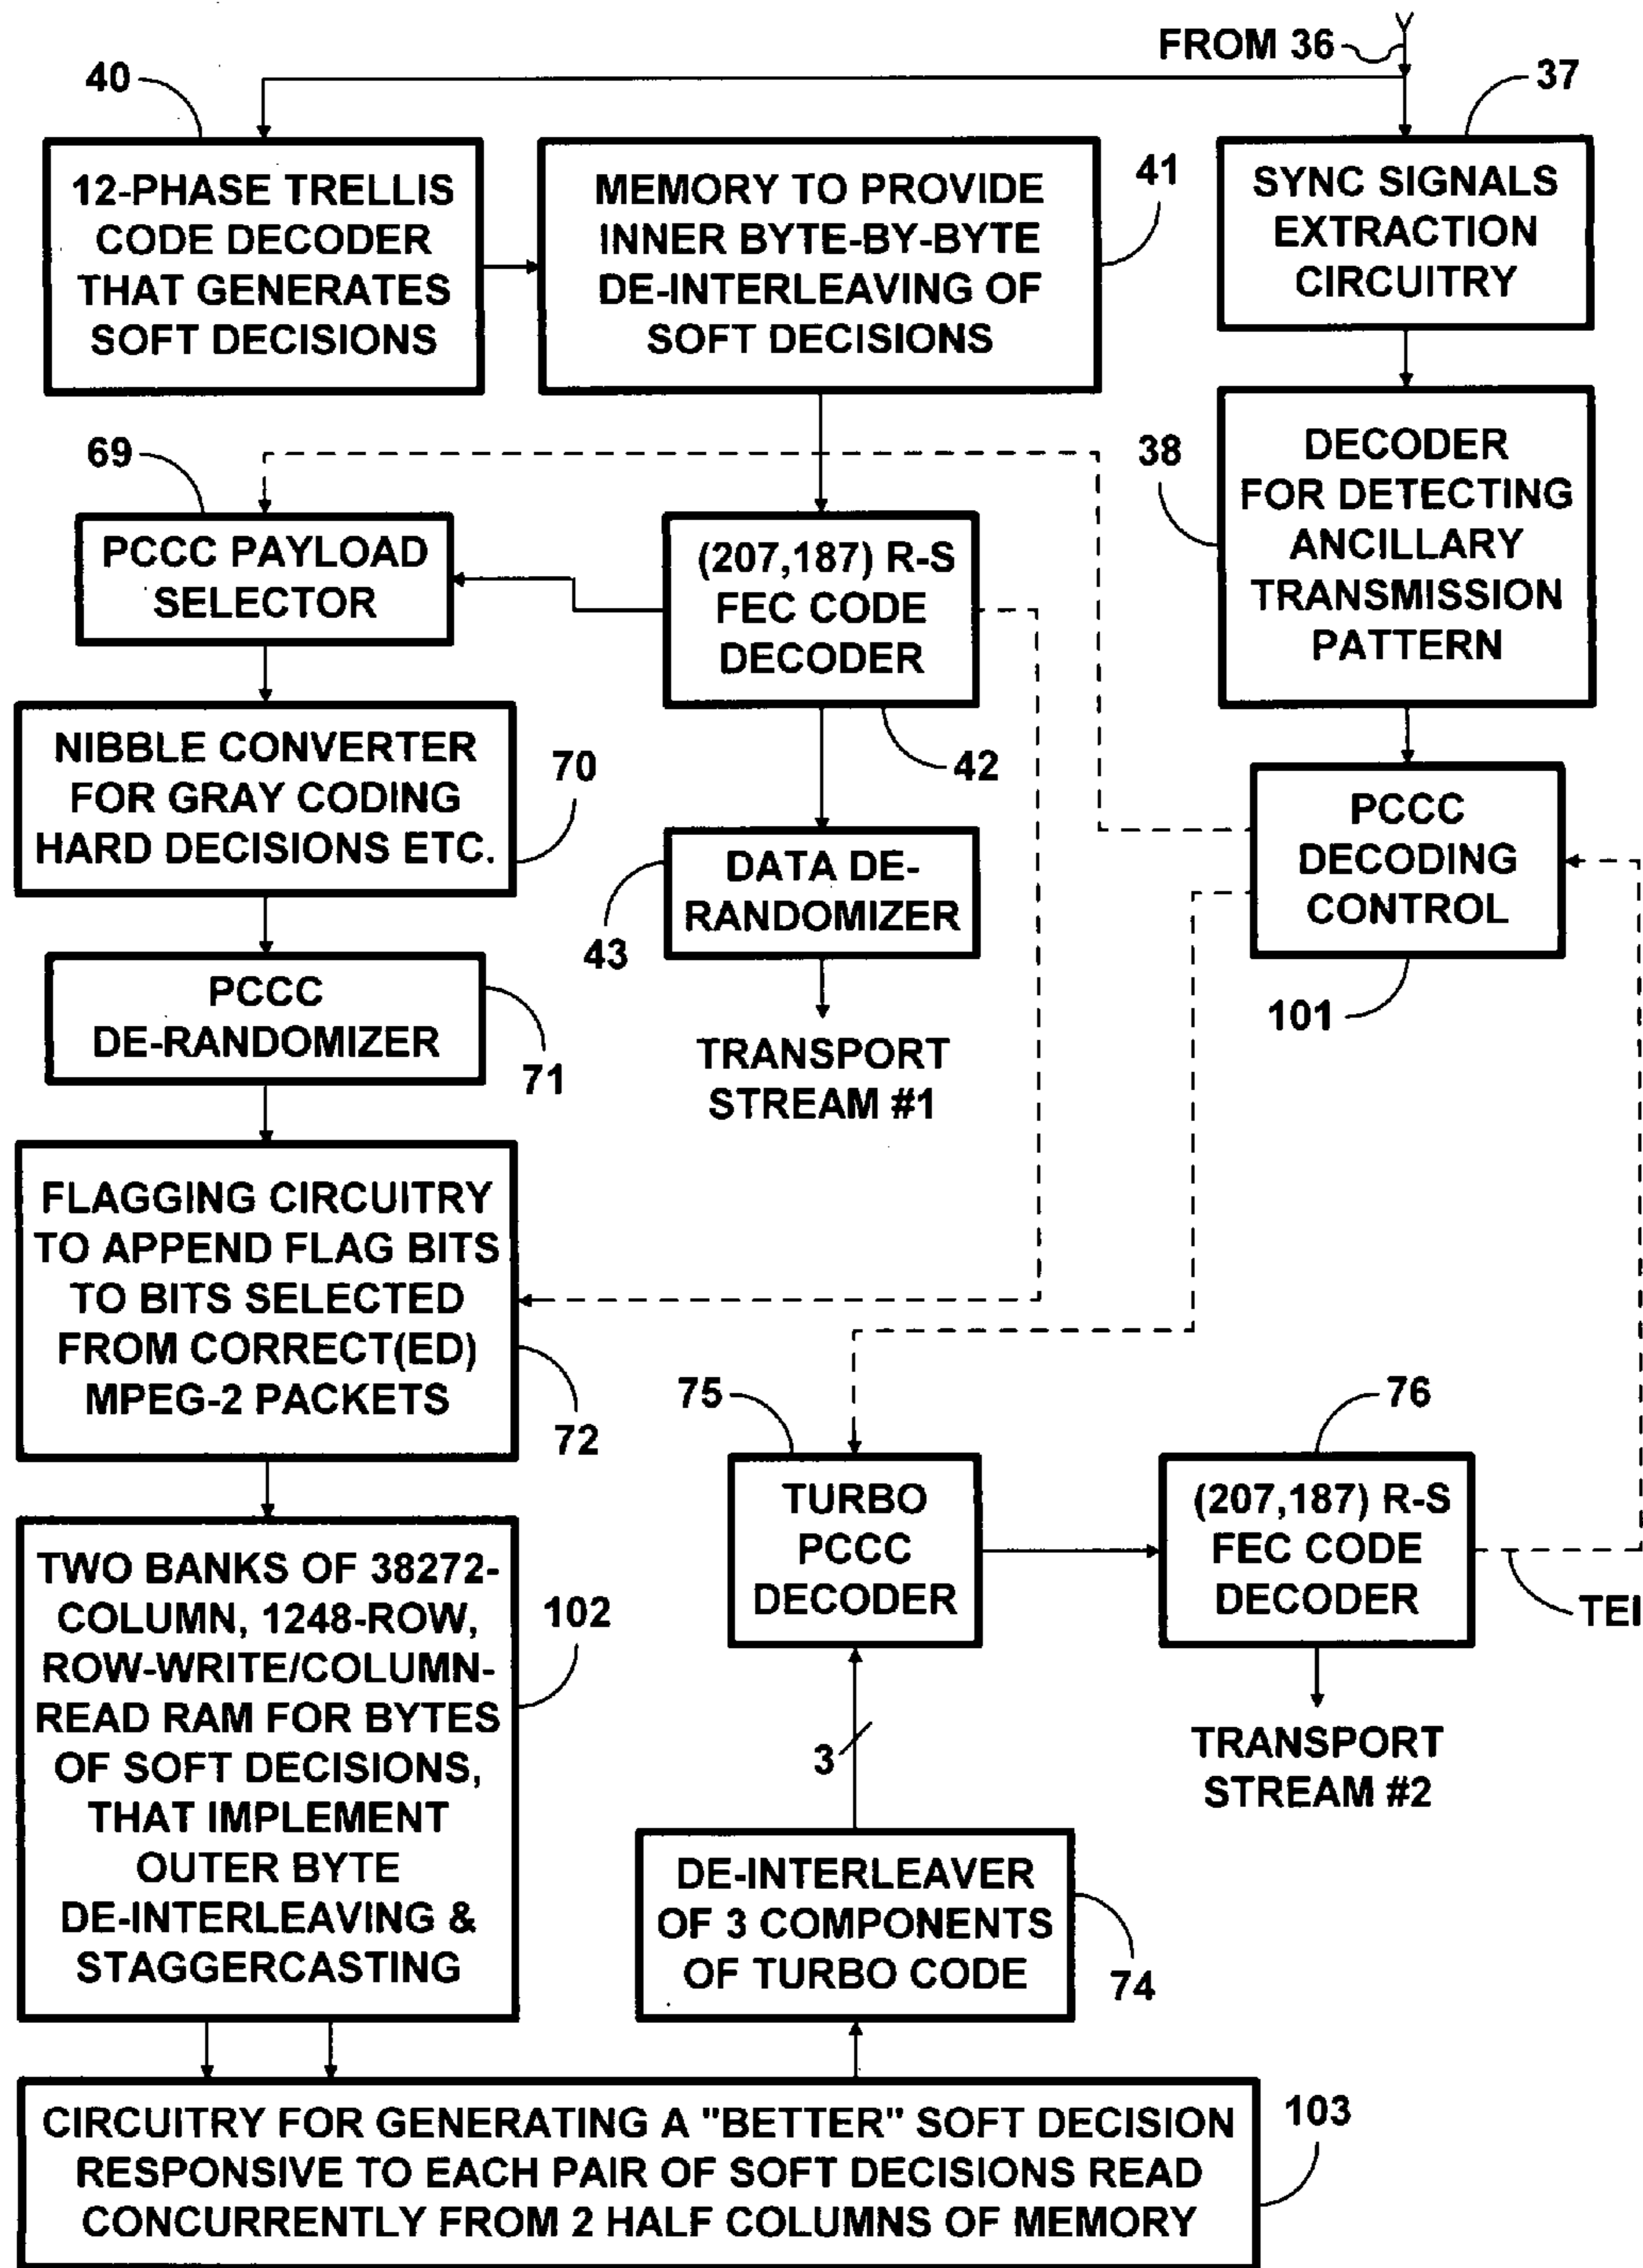 FROM 36
40
37
12-PHASE TRELLIS
CODE DECODER
THAT GENERATES
SOFT DECISIONS
MEMORY TO PROVIDE
INNER BYTE-BY-BYTE
DE-INTERLEAVING OF
SOFT DECISIONS
41
SYNC SIGNALS
EXTRACTION
CIRCUITRY
69
38
DECODER
FOR DETECTING
ANCILLARY
TRANSMISSION
PATTERN
PCCC PAYLOAD
SELECTOR
(207,187) R-S
FEC CODE
DECODER
42
NIBBLE CONVERTER
FOR GRAY CODING
HARD DECISIONS ETC.
70
DATA DE-
RANDOMIZER
43
PCCC
DECODING
CONTROL
101
PCCC
DE-RANDOMIZER
71
TRANSPORT
STREAM #1
FLAGGING CIRCUITRY
TO APPEND FLAG BITS
TO BITS SELECTED
FROM CORRECT(ED)
MPEG-2 PACKETS
72
75
76
TURBO
PCCC
DECODER
(207,187) R-S
FEC CODE
DECODER
TEI
TWO BANKS OF 38272-
COLUMN, 1248-ROW,
ROW-WRITE/COLUMN-
READ RAM FOR BYTES
OF SOFT DECISIONS,
THAT IMPLEMENT
OUTER BYTE
DE-INTERLEAVING &
STAGGERCASTING
102
3
TRANSPORT
STREAM #2
DE-INTERLEAVER
OF 3 COMPONENTS
OF TURBO CODE
74
CIRCUITRY FOR GENERATING A "BETTER" SOFT DECISION
RESPONSIVE TO EACH PAIR OF SOFT DECISIONS READ
CONCURRENTLY FROM 2 HALF COLUMNS OF MEMORY
103